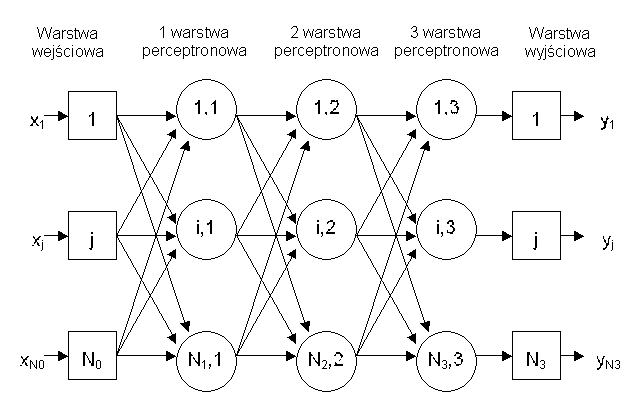 Warstwa wejściowa
1 warstwa perceptronowa
2 warstwa perceptronowa
3 warstwa perceptronowa
Warstwa wyjściowa
x1 1 1,1 1,2 1,3 1 y1
xj j i,1 i,2 i,3 j yj
xN0 N0 N1,1 N2,2 N3,3 N3 yN3